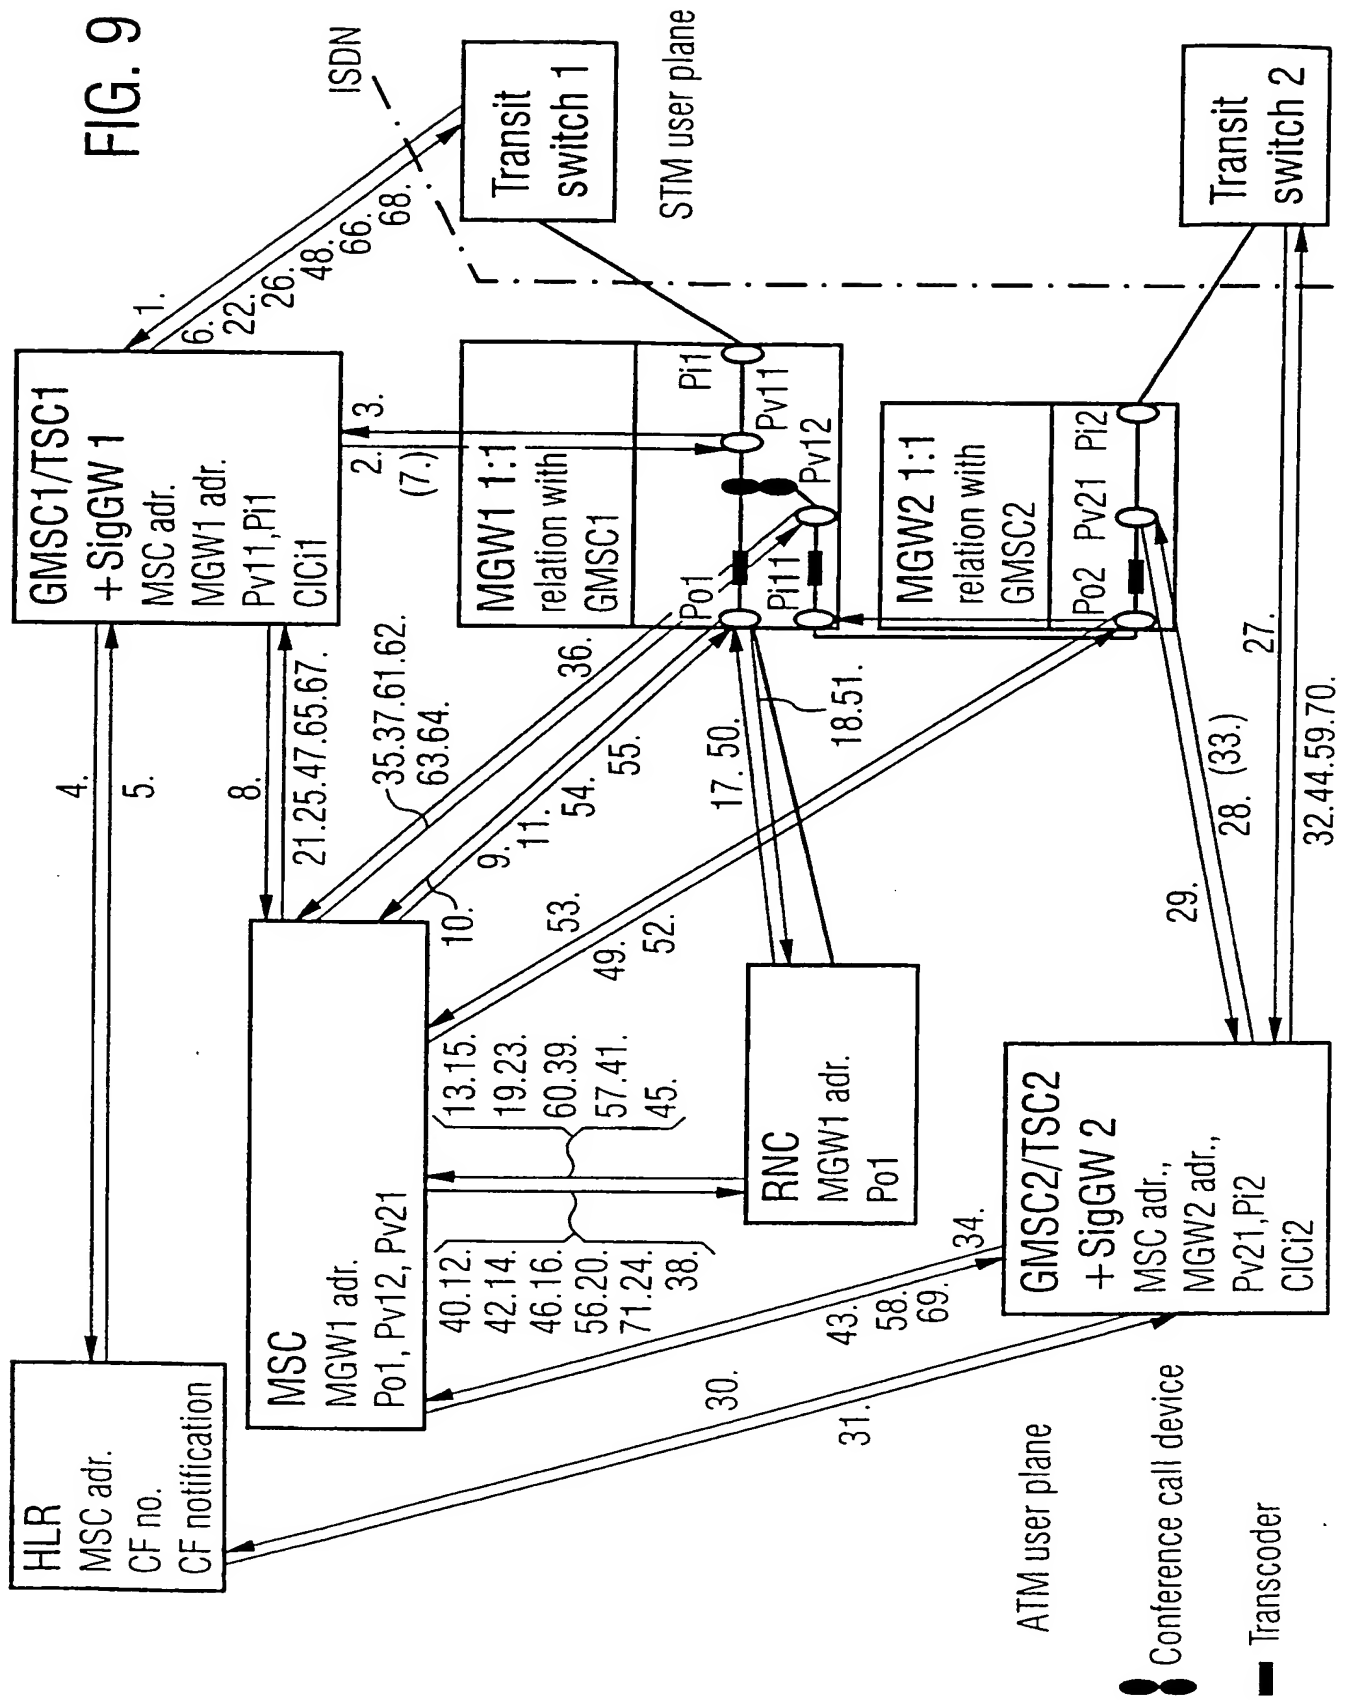 FIG. 9
HLR
MSC adr.
CF no.
CF notification
4.
5.
GMSC1/TSC1
+SigGW 1
MSC adr.
MGW1 adr.
Pv11,Pi1
CICi1
1.
6.
22.
26.
48.
66.
68.
ISDN
Transit
switch 1
STM user plane
8.
21.25.47.65.67.
2.
3.
(7.)
MSC
MGW1 adr.
Po1, Pv12, Pv21
35.37.61.62.
63.64.
36.
10.
9.
11.
54.
55.
MGW1 1:1
relation with
GMSC1
Pi1
Pv11
Pv12
Po1
Pi11
53.
49.
52.
17. 50.
18.51.
40.12.
42.14.
46.16.
56.20.
71.24.
38.
13.15.
19.23.
60.39.
57.41.
45.
RNC
MGW1 adr.
Po1
MGW2 1:1
relation with
GMSC2
Po2
Pv21
Pi2
Transit
switch 2
30.
31.
43.
58.
69.
34.
GMSC2/TSC2
+SigGW 2
MSC adr.,
MGW2 adr.,
Pv21,Pi2
CICi2
29.
28.
(33.)
27.
32.44.59.70.
ATM user plane
Conference call device
Transcoder